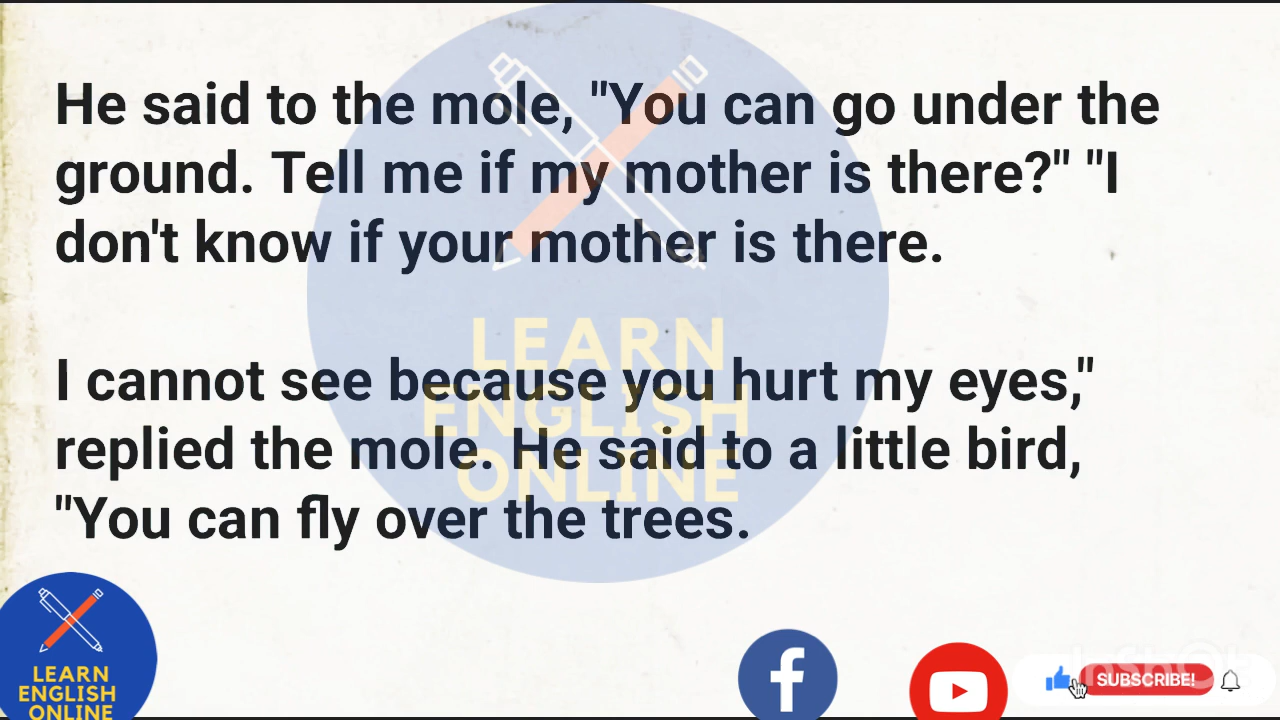 He said to the mole, "You can go under the
ground. Tell me if my mother is there?" "I
don't know if your mother is there.
I cannot see because you hurt my eyes,"
replied the mole. He said to a little bird,
"You can fly over the trees.
LEARN
ENGLISH
ONLINE
LEARN
ENGLISH
ONLINE
InShOt
SUBSCRIBE!